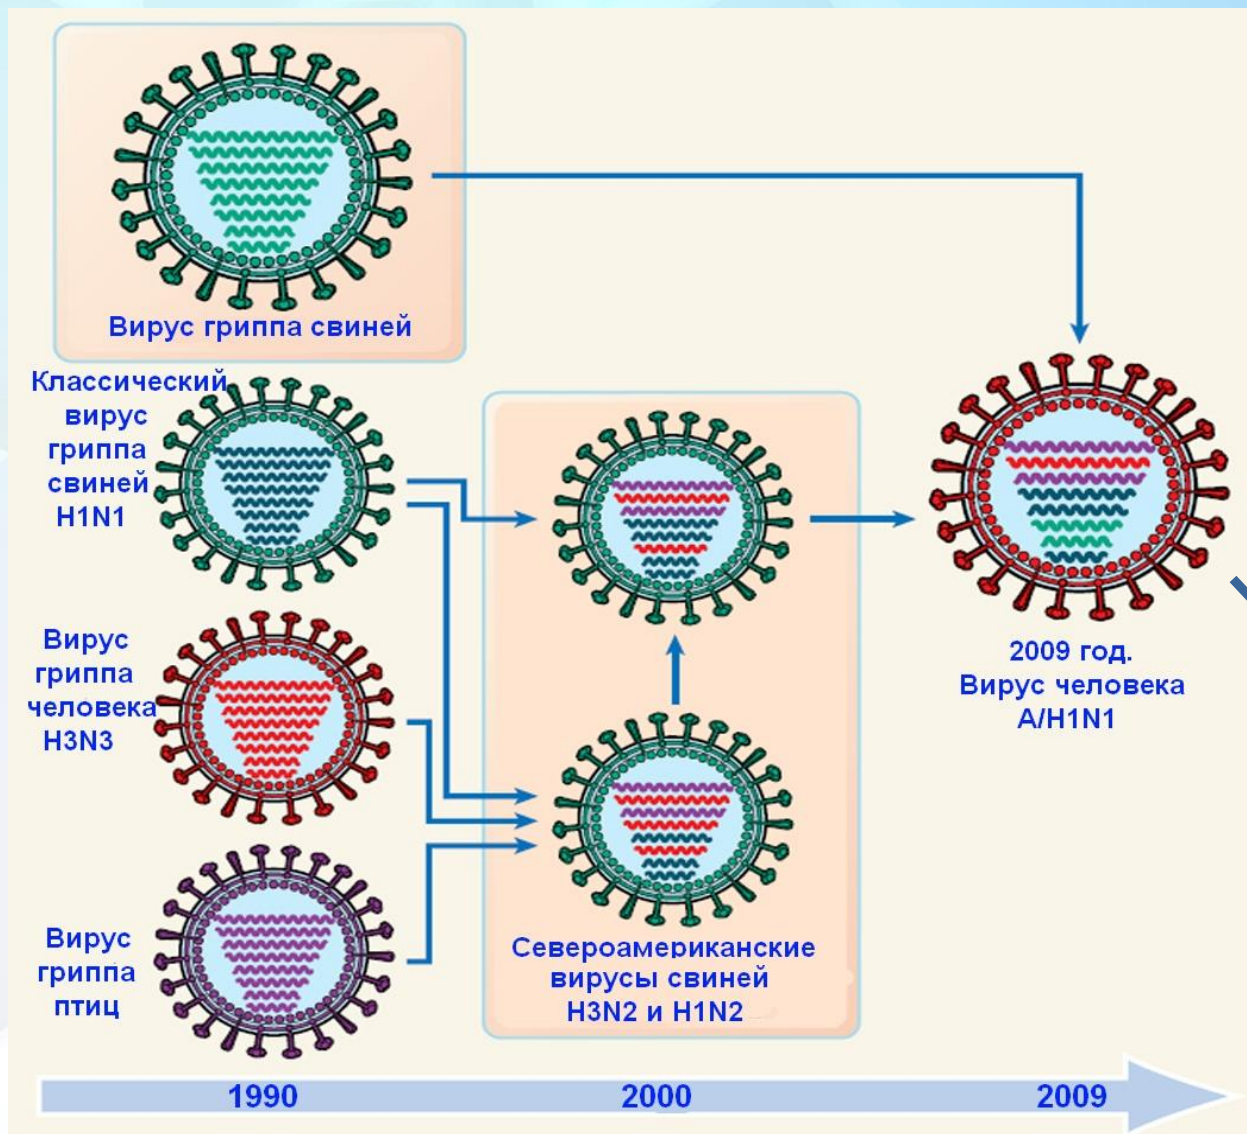 Вирус гриппа свиней
Классический
вирус
гриппа
свиней
H1N1
Вирус
гриппа
человека
H3N3
Вирус
гриппа
птиц
Североамериканские
вирусы свиней
H3N2 и H1N2
2009 год.
Вирус человека
A/H1N1
1990
2000
2009